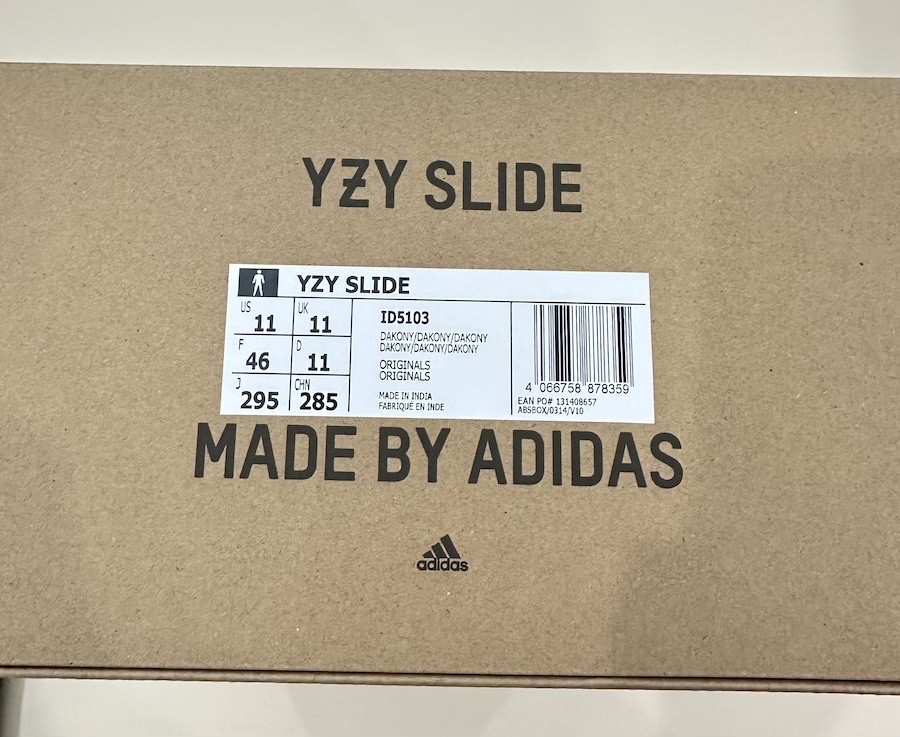 YZY SLIDE
YZY SLIDE
US 11 UK 11
F 46 D 11
J 295 CHN 285
ID5103
DAKONY/DAKONY/DAKONY
DAKONY/DAKONY/DAKONY
ORIGINALS
ORIGINALS
MADE IN INDIA
FABRIQUÉ EN INDE
4 066758 878359
EAN PO# 131408657
ABSBOX/0314/V10
MADE BY ADIDAS
adidas